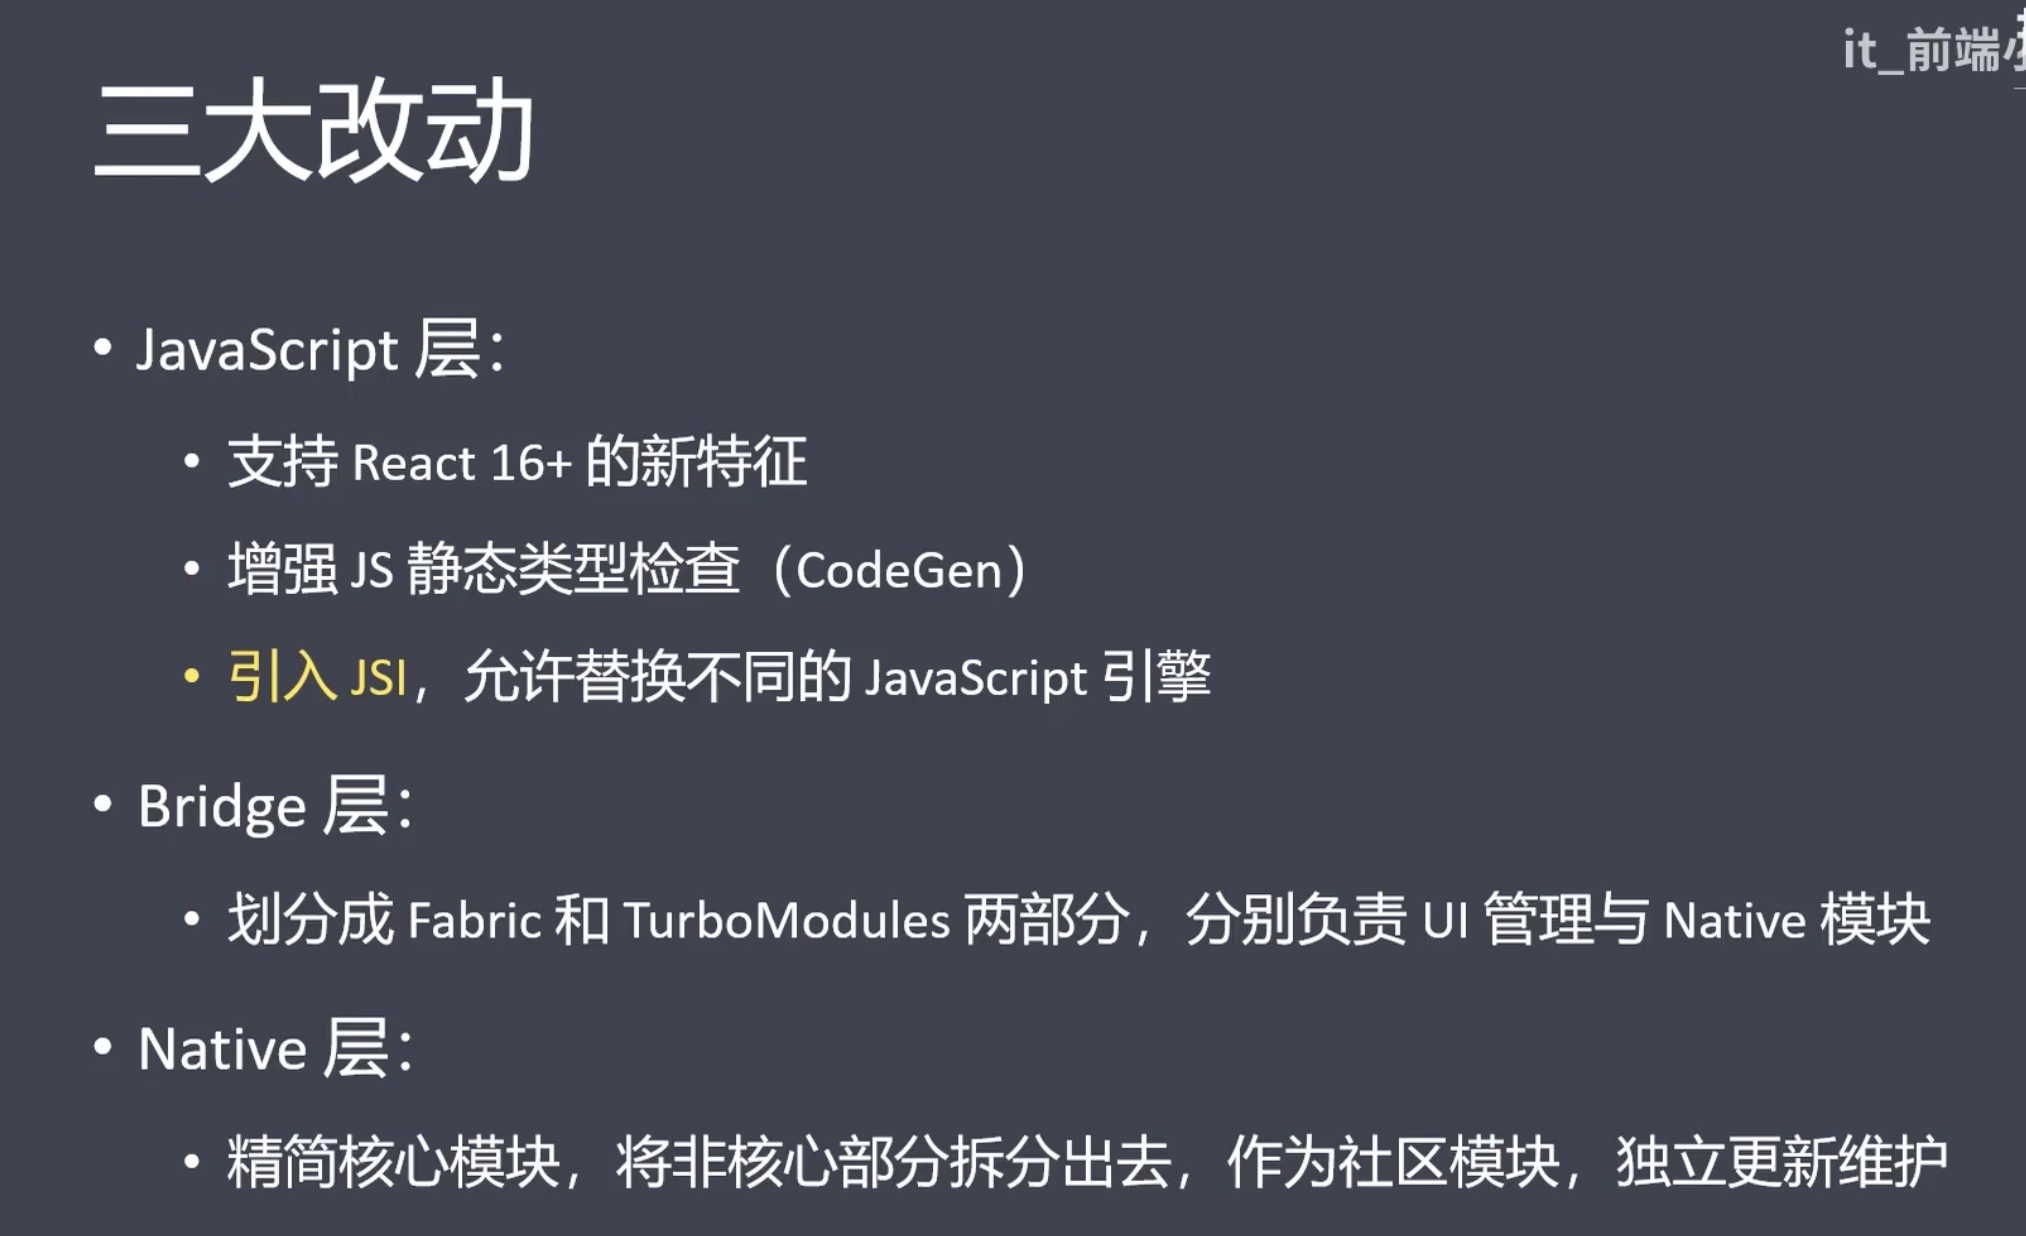 it_前端
三大改动
• JavaScript 层：
• 支持 React 16+ 的新特征
• 增强 JS 静态类型检查（CodeGen）
• 引入 JSI，允许替换不同的 JavaScript 引擎
• Bridge 层：
• 划分成 Fabric 和 TurboModules 两部分，分别负责 UI 管理与 Native 模块
• Native 层：
• 精简核心模块，将非核心部分拆分出去，作为社区模块，独立更新维护